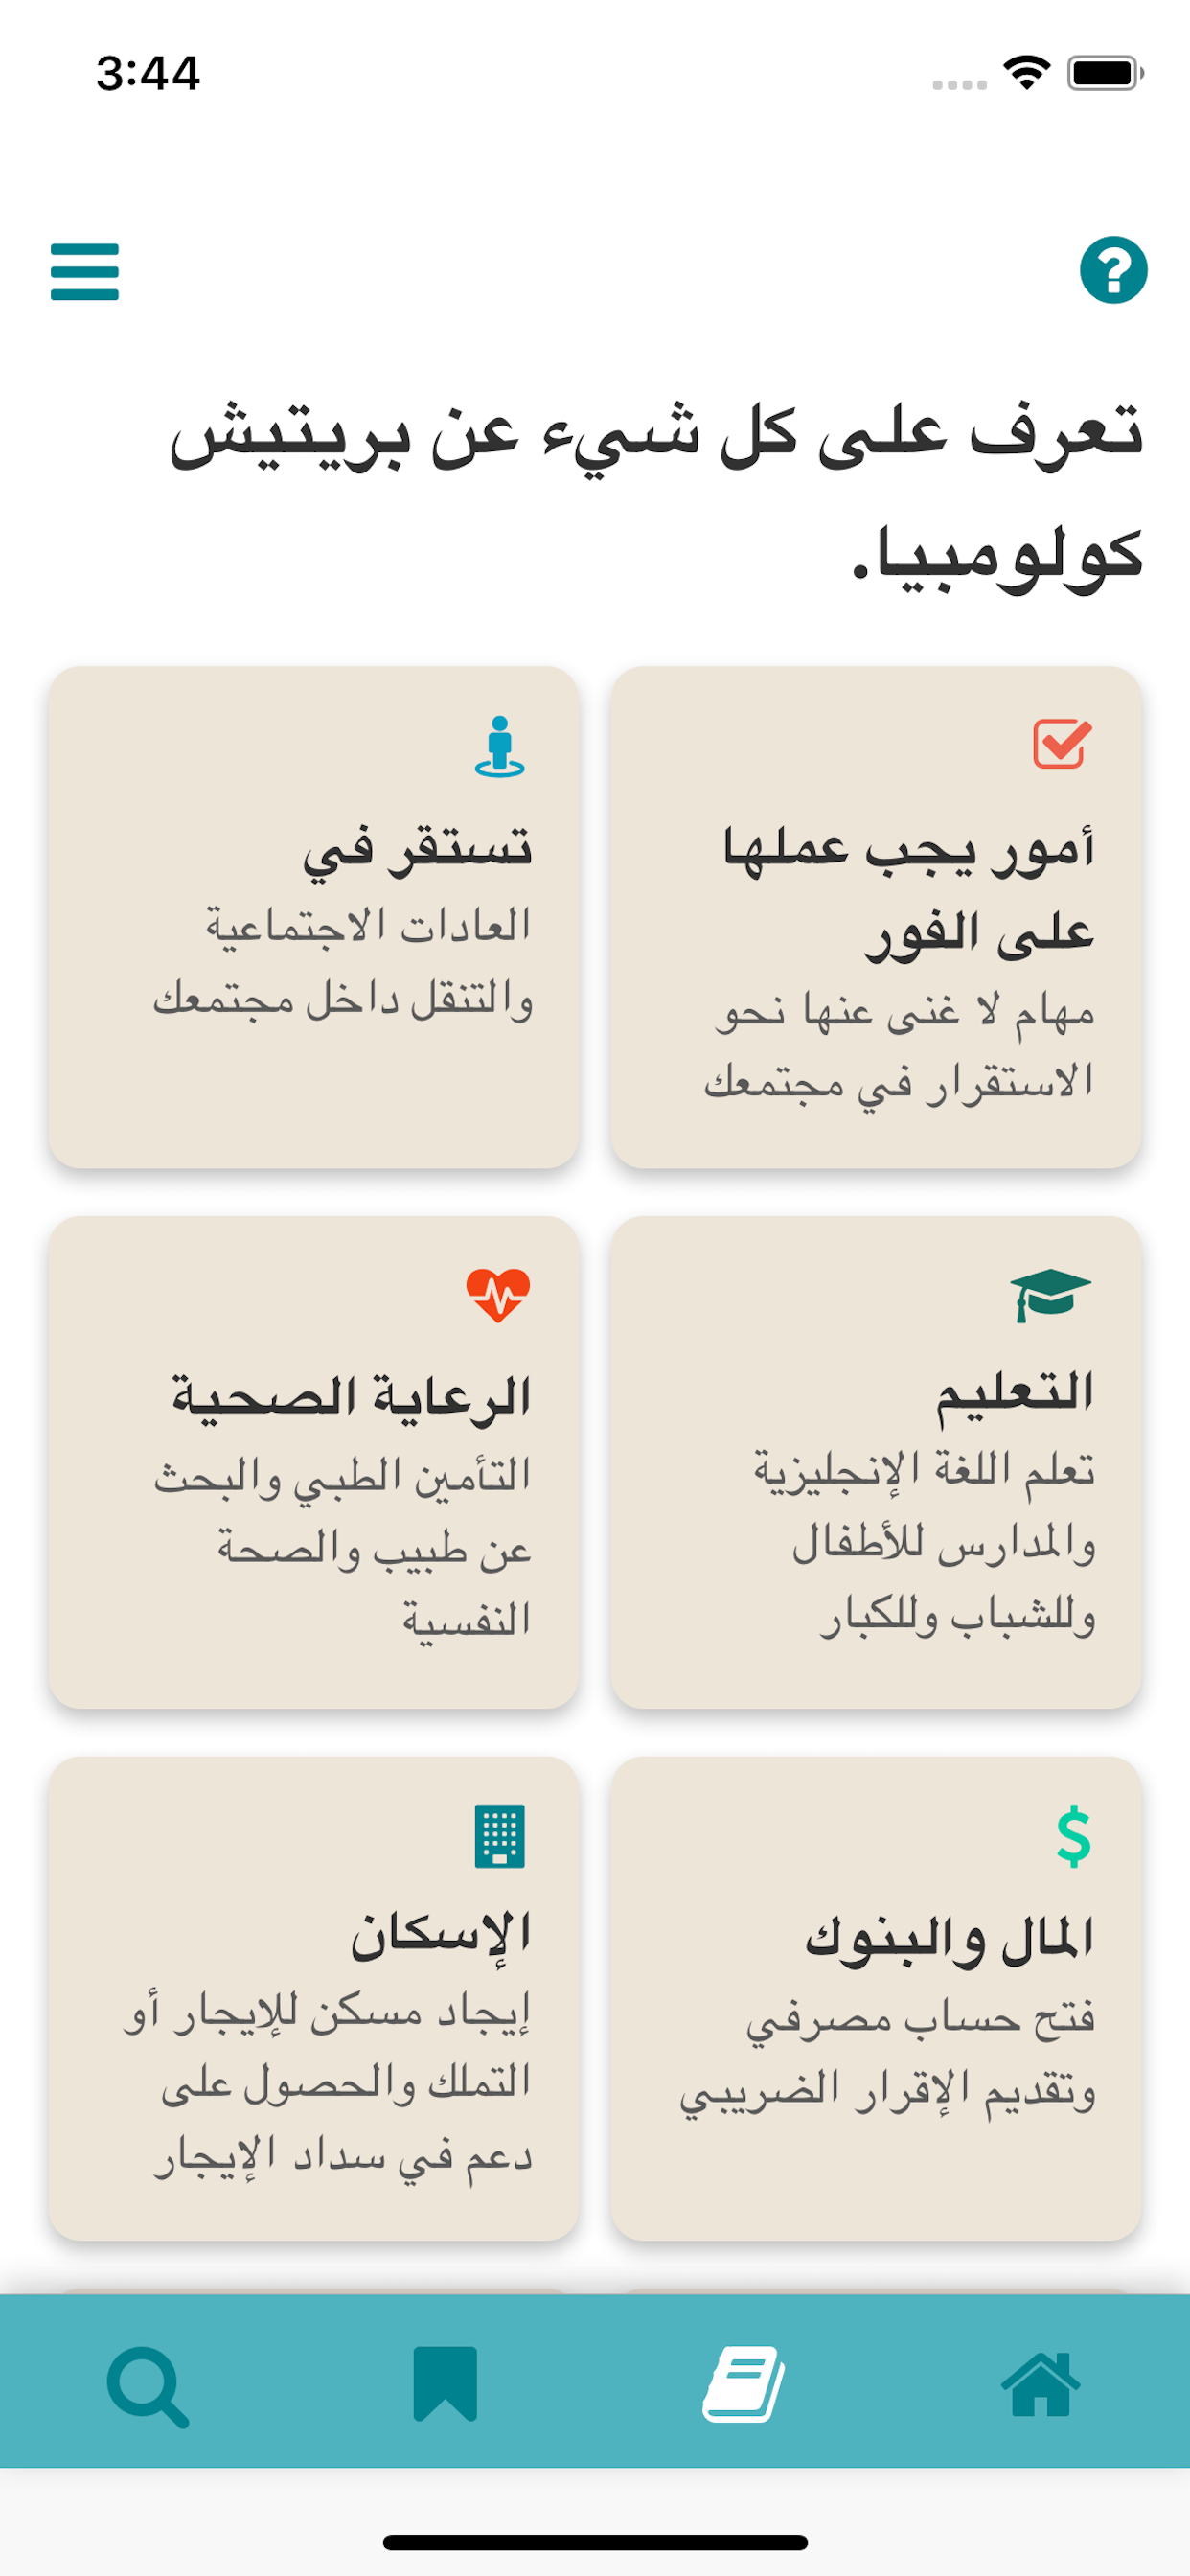 3:44
تعرف على كل شيء عن بريتيش
كولومبيا.
أمور يجب عملها
على الفور
مهام لا غنى عنها نحو
الاستقرار في مجتمعك
تستقر في
العادات الاجتماعية
والتنقل داخل مجتمعك
التعليم
تعلم اللغة الإنجليزية
والمدارس للأطفال
وللشباب وللكبار
الرعاية الصحية
التأمين الطبي والبحث
عن طبيب والصحة
النفسية
المال والبنوك
فتح حساب مصرفي
وتقديم الإقرار الضريبي
الإسكان
إيجاد مسكن للإيجار أو
التملك والحصول على
دعم في سداد الإيجار